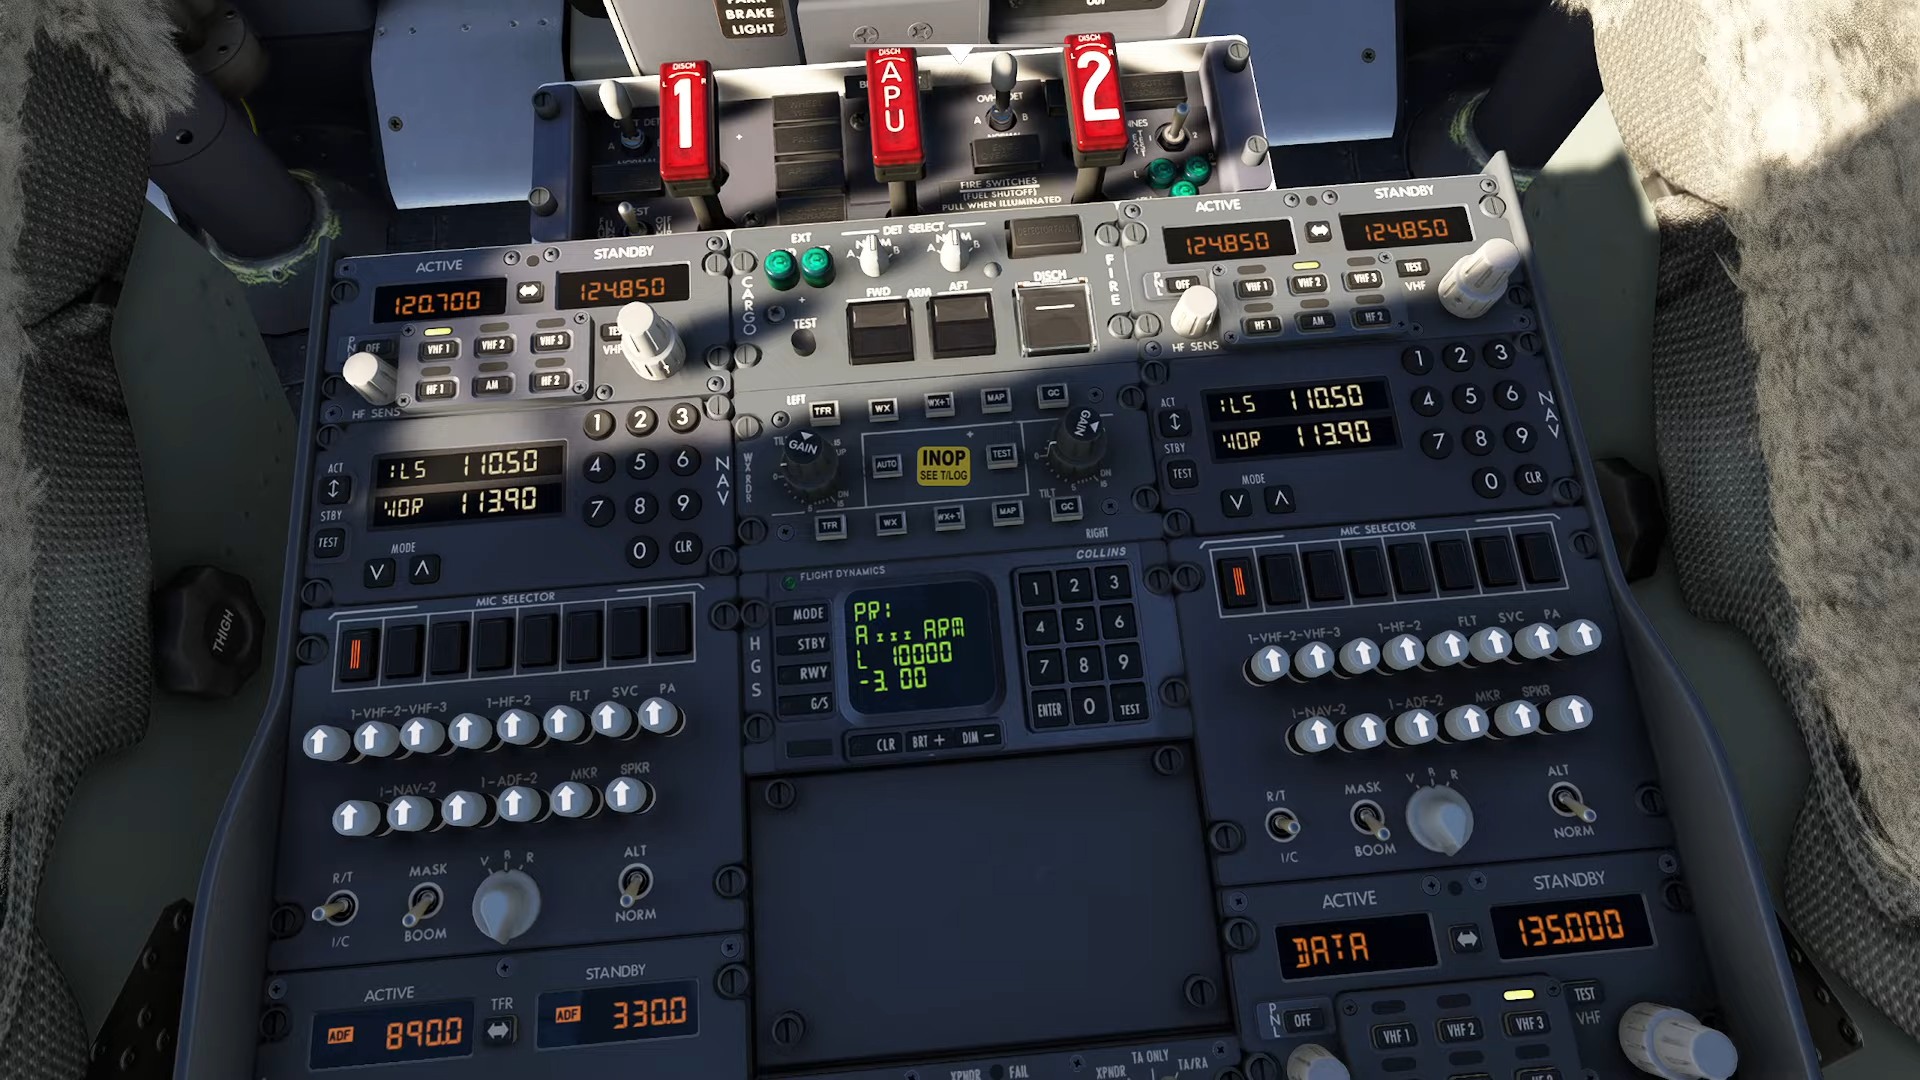 BRAKE
LIGHT
DISCH
1
DISCH
APU
DISCH
2
OVHT DET
A B
FIRE SWITCHES
(FUEL SHUTOFF)
PULL WHEN ILLUMINATED
ACTIVE
STANDBY
120.700
124.850
PNL OFF
VHF 1
VHF 2
VHF 3
HF 1
AM
HF 2
HF SENS
EXT
DET SELECT
DETECTOR FAULT
CARGO
FIRE
FWD
ARM
AFT
DISCH
TEST
ACTIVE
STANDBY
124.850
124.850
PNL OFF
VHF 1
VHF 2
VHF 3
TEST
VHF
HF 1
AM
HF 2
HF SENS
ACT
STBY
TEST
ILS 110.50
VOR 113.90
MODE
1 2 3
4 5 6
7 8 9
0 CLR
NAV
LEFT
TFR
WX
WX+T
MAP
GC
GAIN
GAIN
WXRDR
AUTO
INOP
SEE T/LOG
TEST
TILT
TFR
WX
WX+T
MAP
GC
RIGHT
ACT
STBY
TEST
ILS 110.50
VOR 113.90
MODE
1 2 3
4 5 6
7 8 9
0 CLR
NAV
MIC SELECTOR
1-VHF-2-VHF-3
1-HF-2
FLT
SVC
PA
1-NAV-2
1-ADF-2
MKR
SPKR
R/T
I/C
MASK
BOOM
V B R
ALT
NORM
COLLINS
FLIGHT DYNAMICS
HGS
MODE
STBY
RWY
G/S
PRI
A ARM
L 10000
-3.00
1 2 3
4 5 6
7 8 9
ENTER 0 TEST
CLR
BRT +
DIM -
MIC SELECTOR
1-VHF-2-VHF-3
1-HF-2
FLT
SVC
PA
1-NAV-2
1-ADF-2
MKR
SPKR
R/T
I/C
MASK
BOOM
V B R
ALT
NORM
THIGH
ACTIVE
TFR
STANDBY
ADF 890.0
ADF 330.0
ACTIVE
STANDBY
DATA
135.000
PNL OFF
VHF 1
VHF 2
VHF 3
TEST
VHF
XPNDR
FAIL
XPNDR
TA ONLY
TA/RA